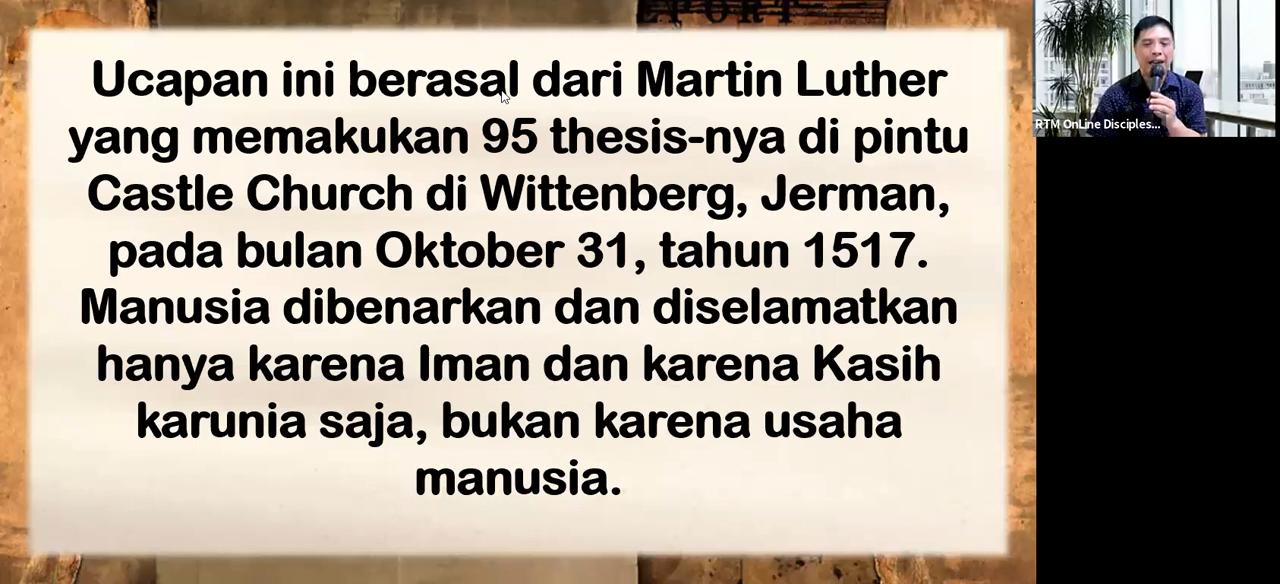 Ucapan ini berasal dari Martin Luther
yang memakukan 95 thesis-nya di pintu
Castle Church di Wittenberg, Jerman,
pada bulan Oktober 31, tahun 1517.
Manusia dibenarkan dan diselamatkan
hanya karena Iman dan karena Kasih
karunia saja, bukan karena usaha
manusia.
RTM OnLine Disciples...